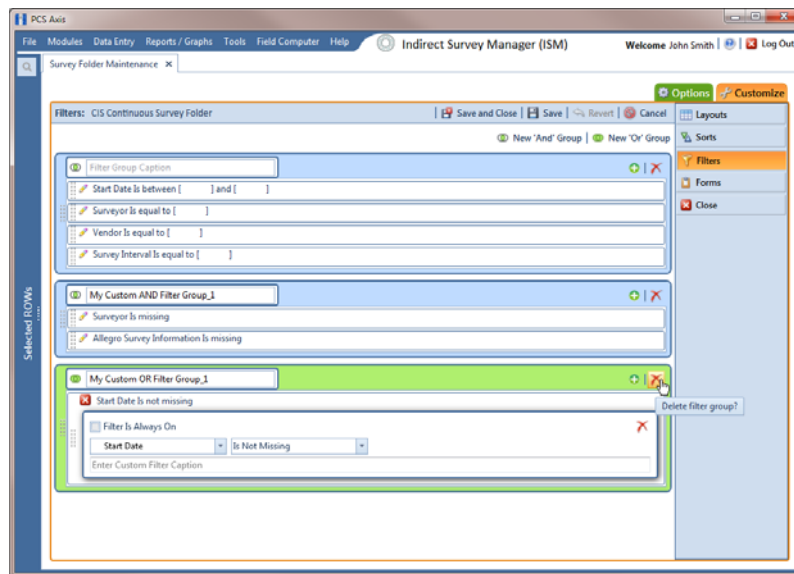 PCS Axis
File Modules Data Entry Reports / Graphs Tools Field Computer Help Indirect Survey Manager (ISM) Welcome John Smith | | Log Out
Survey Folder Maintenance ×
Options Customize
Filters: CIS Continuous Survey Folder | Save and Close | Save | Revert | Cancel
Layouts
New 'And' Group | New 'Or' Group
Sorts
Filter Group Caption
Filters
Start Date Is between [ ] and [ ]
Forms
Surveyor Is equal to [ ]
Close
Vendor Is equal to [ ]
Survey Interval Is equal to [ ]
My Custom AND Filter Group_1
Surveyor Is missing
Allegro Survey Information Is missing
Selected ROWs
My Custom OR Filter Group_1
Start Date Is not missing
Delete filter group?
Filter Is Always On
Start Date Is Not Missing
Enter Custom Filter Caption